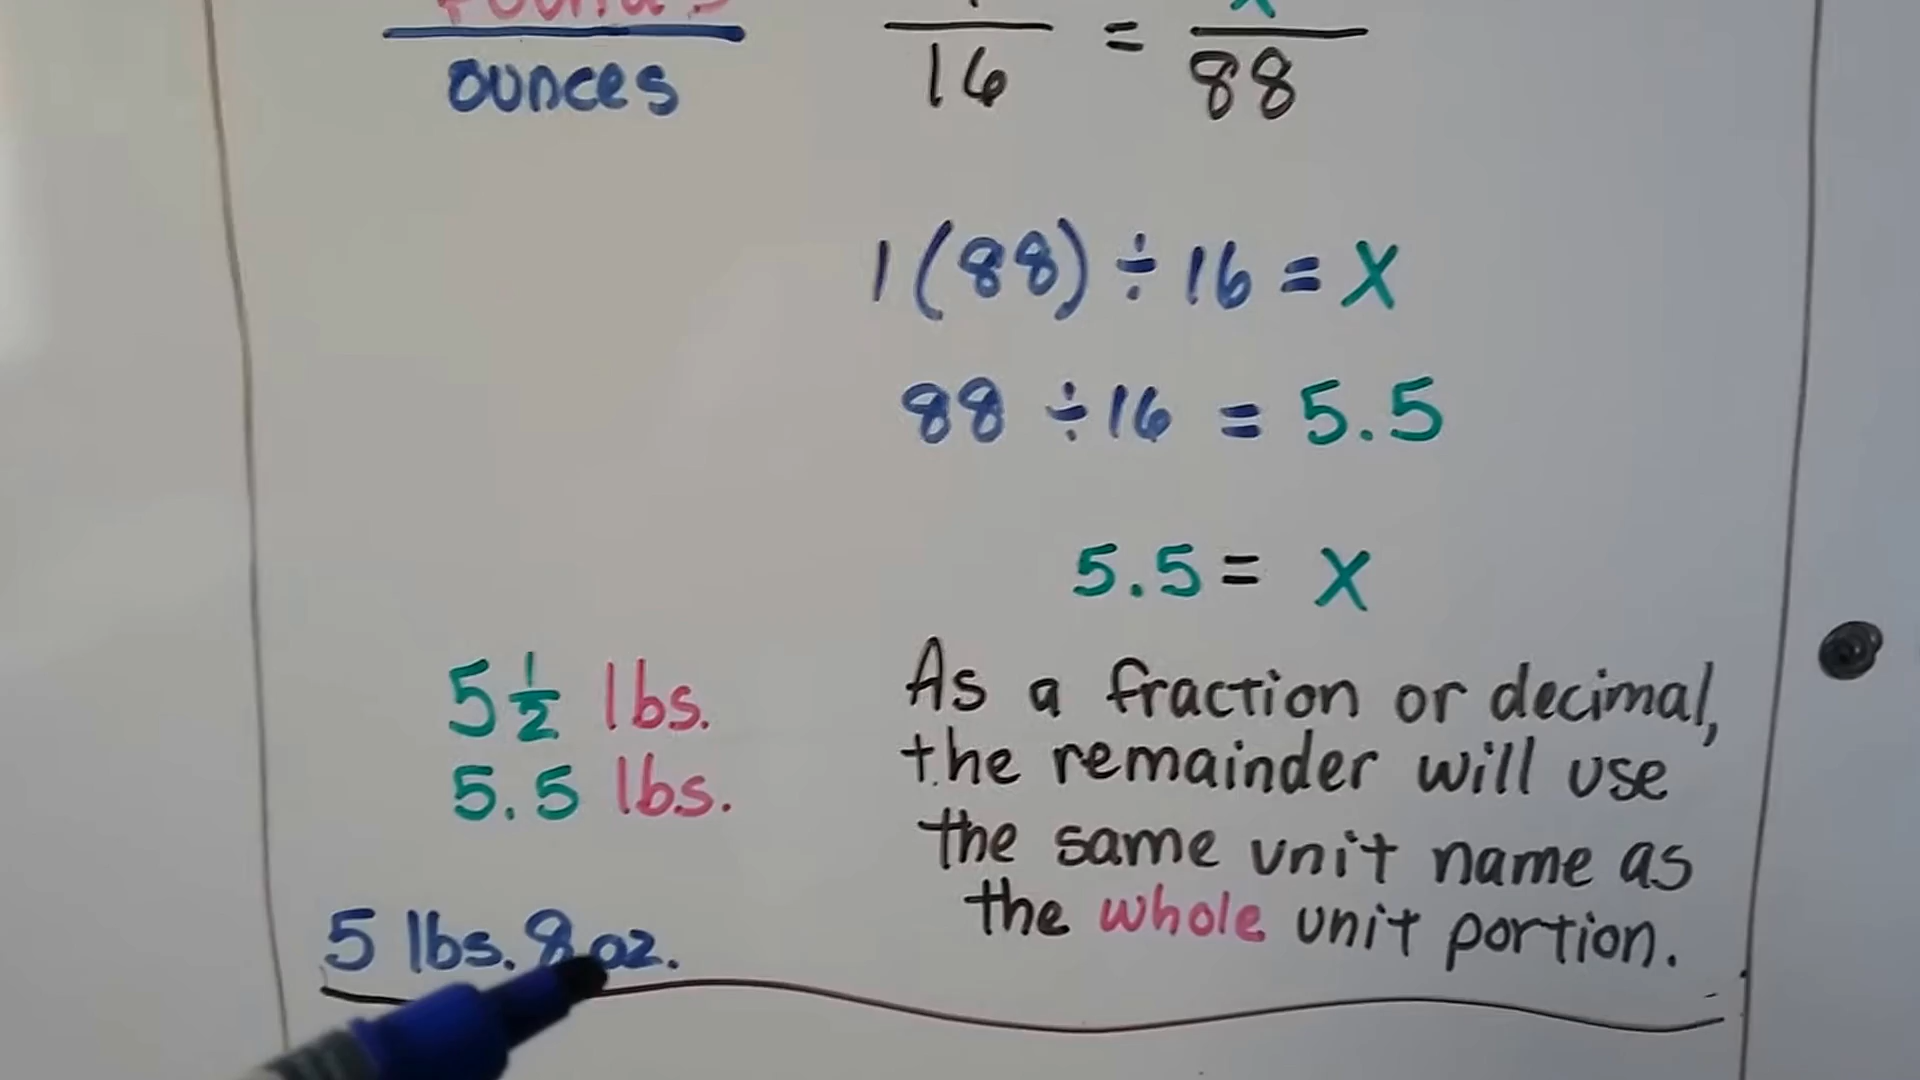 pounds
ounces
16 = 88
x
1(88) ÷ 16 = x
88 ÷ 16 = 5.5
5.5 = x
5 1/2 lbs.
5.5 lbs.
5 lbs. 8 oz.
As a fraction or decimal,
the remainder will use
the same unit name as
the whole unit portion.